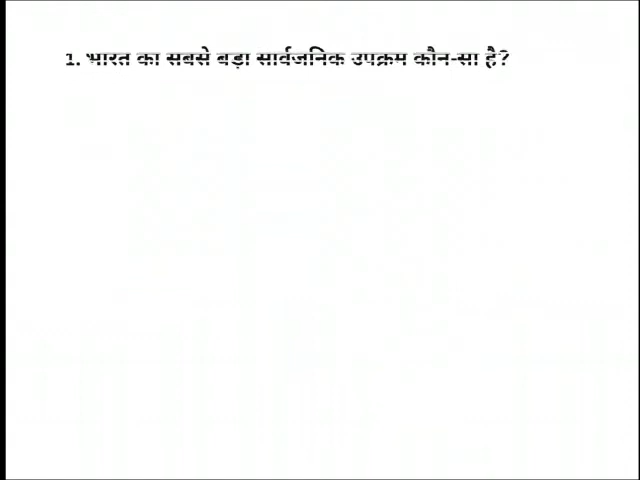 1. भारत का सबसे बड़ा सार्वजनिक उपक्रम कौन-सा है?